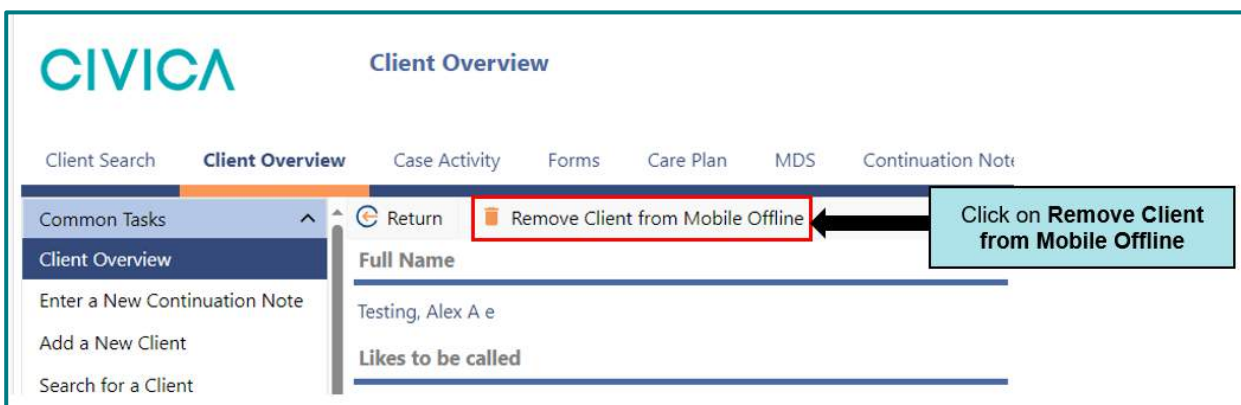 CIVICA
Client Overview
Client Search Client Overview Case Activity Forms Care Plan MDS Continuation Note
Common Tasks
Return Remove Client from Mobile Offline
Click on Remove Client
from Mobile Offline
Client Overview
Full Name
Enter a New Continuation Note
Testing, Alex A e
Add a New Client
Likes to be called
Search for a Client